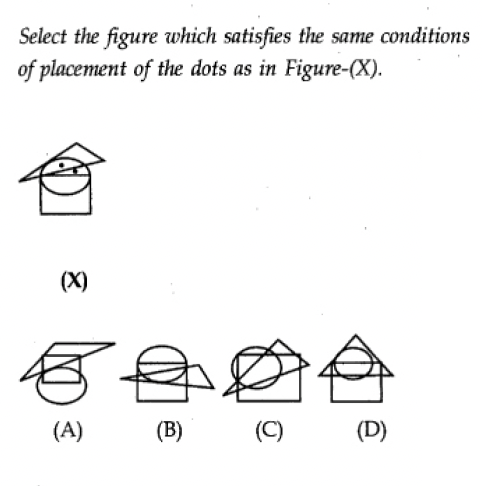 Select the figure which satisfies the same conditions
of placement of the dots as in Figure-(X).
(X)
(A) (B) (C) (D)